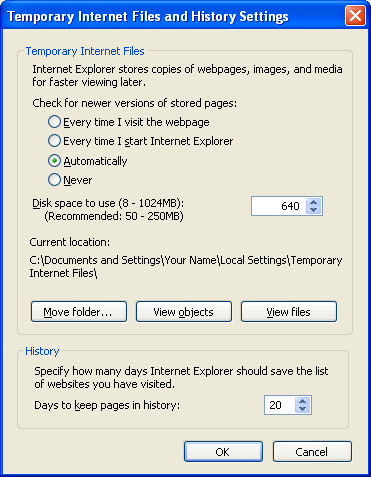 Temporary Internet Files and History Settings
Temporary Internet Files
Internet Explorer stores copies of webpages, images, and media
for faster viewing later.
Check for newer versions of stored pages:
Every time I visit the webpage
Every time I start Internet Explorer
Automatically
Never
Disk space to use (8 - 1024MB): 640
(Recommended: 50 - 250MB)
Current location:
C:\Documents and Settings\Your Name\Local Settings\Temporary
Internet Files\
Move folder... View objects View files
History
Specify how many days Internet Explorer should save the list
of websites you have visited.
Days to keep pages in history: 20
OK Cancel